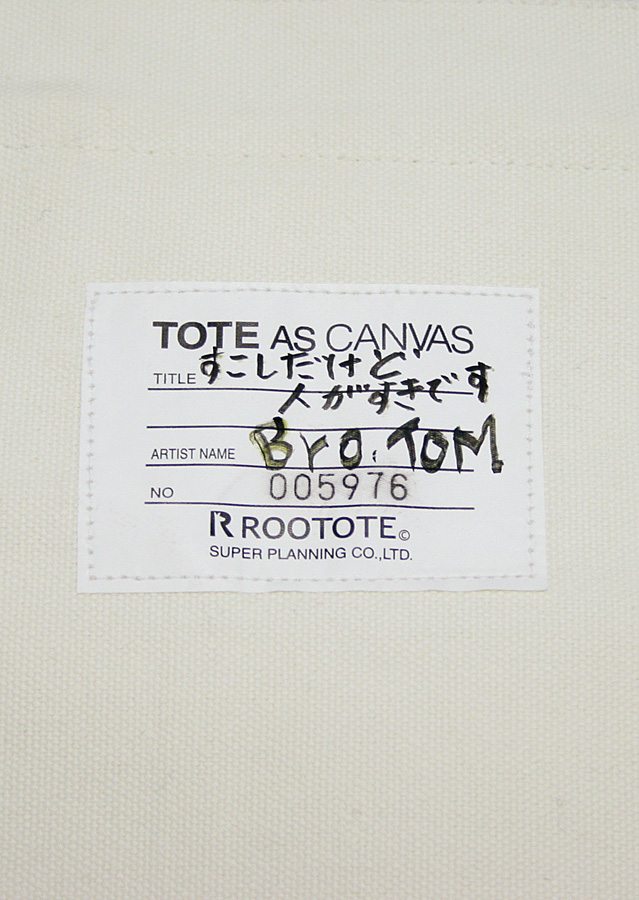 TOTE AS CANVAS
TITLE すこしだけど
人がすきです
ARTIST NAME Bro.TOM
NO 005976
R ROOTOTE©
SUPER PLANNING CO.,LTD.